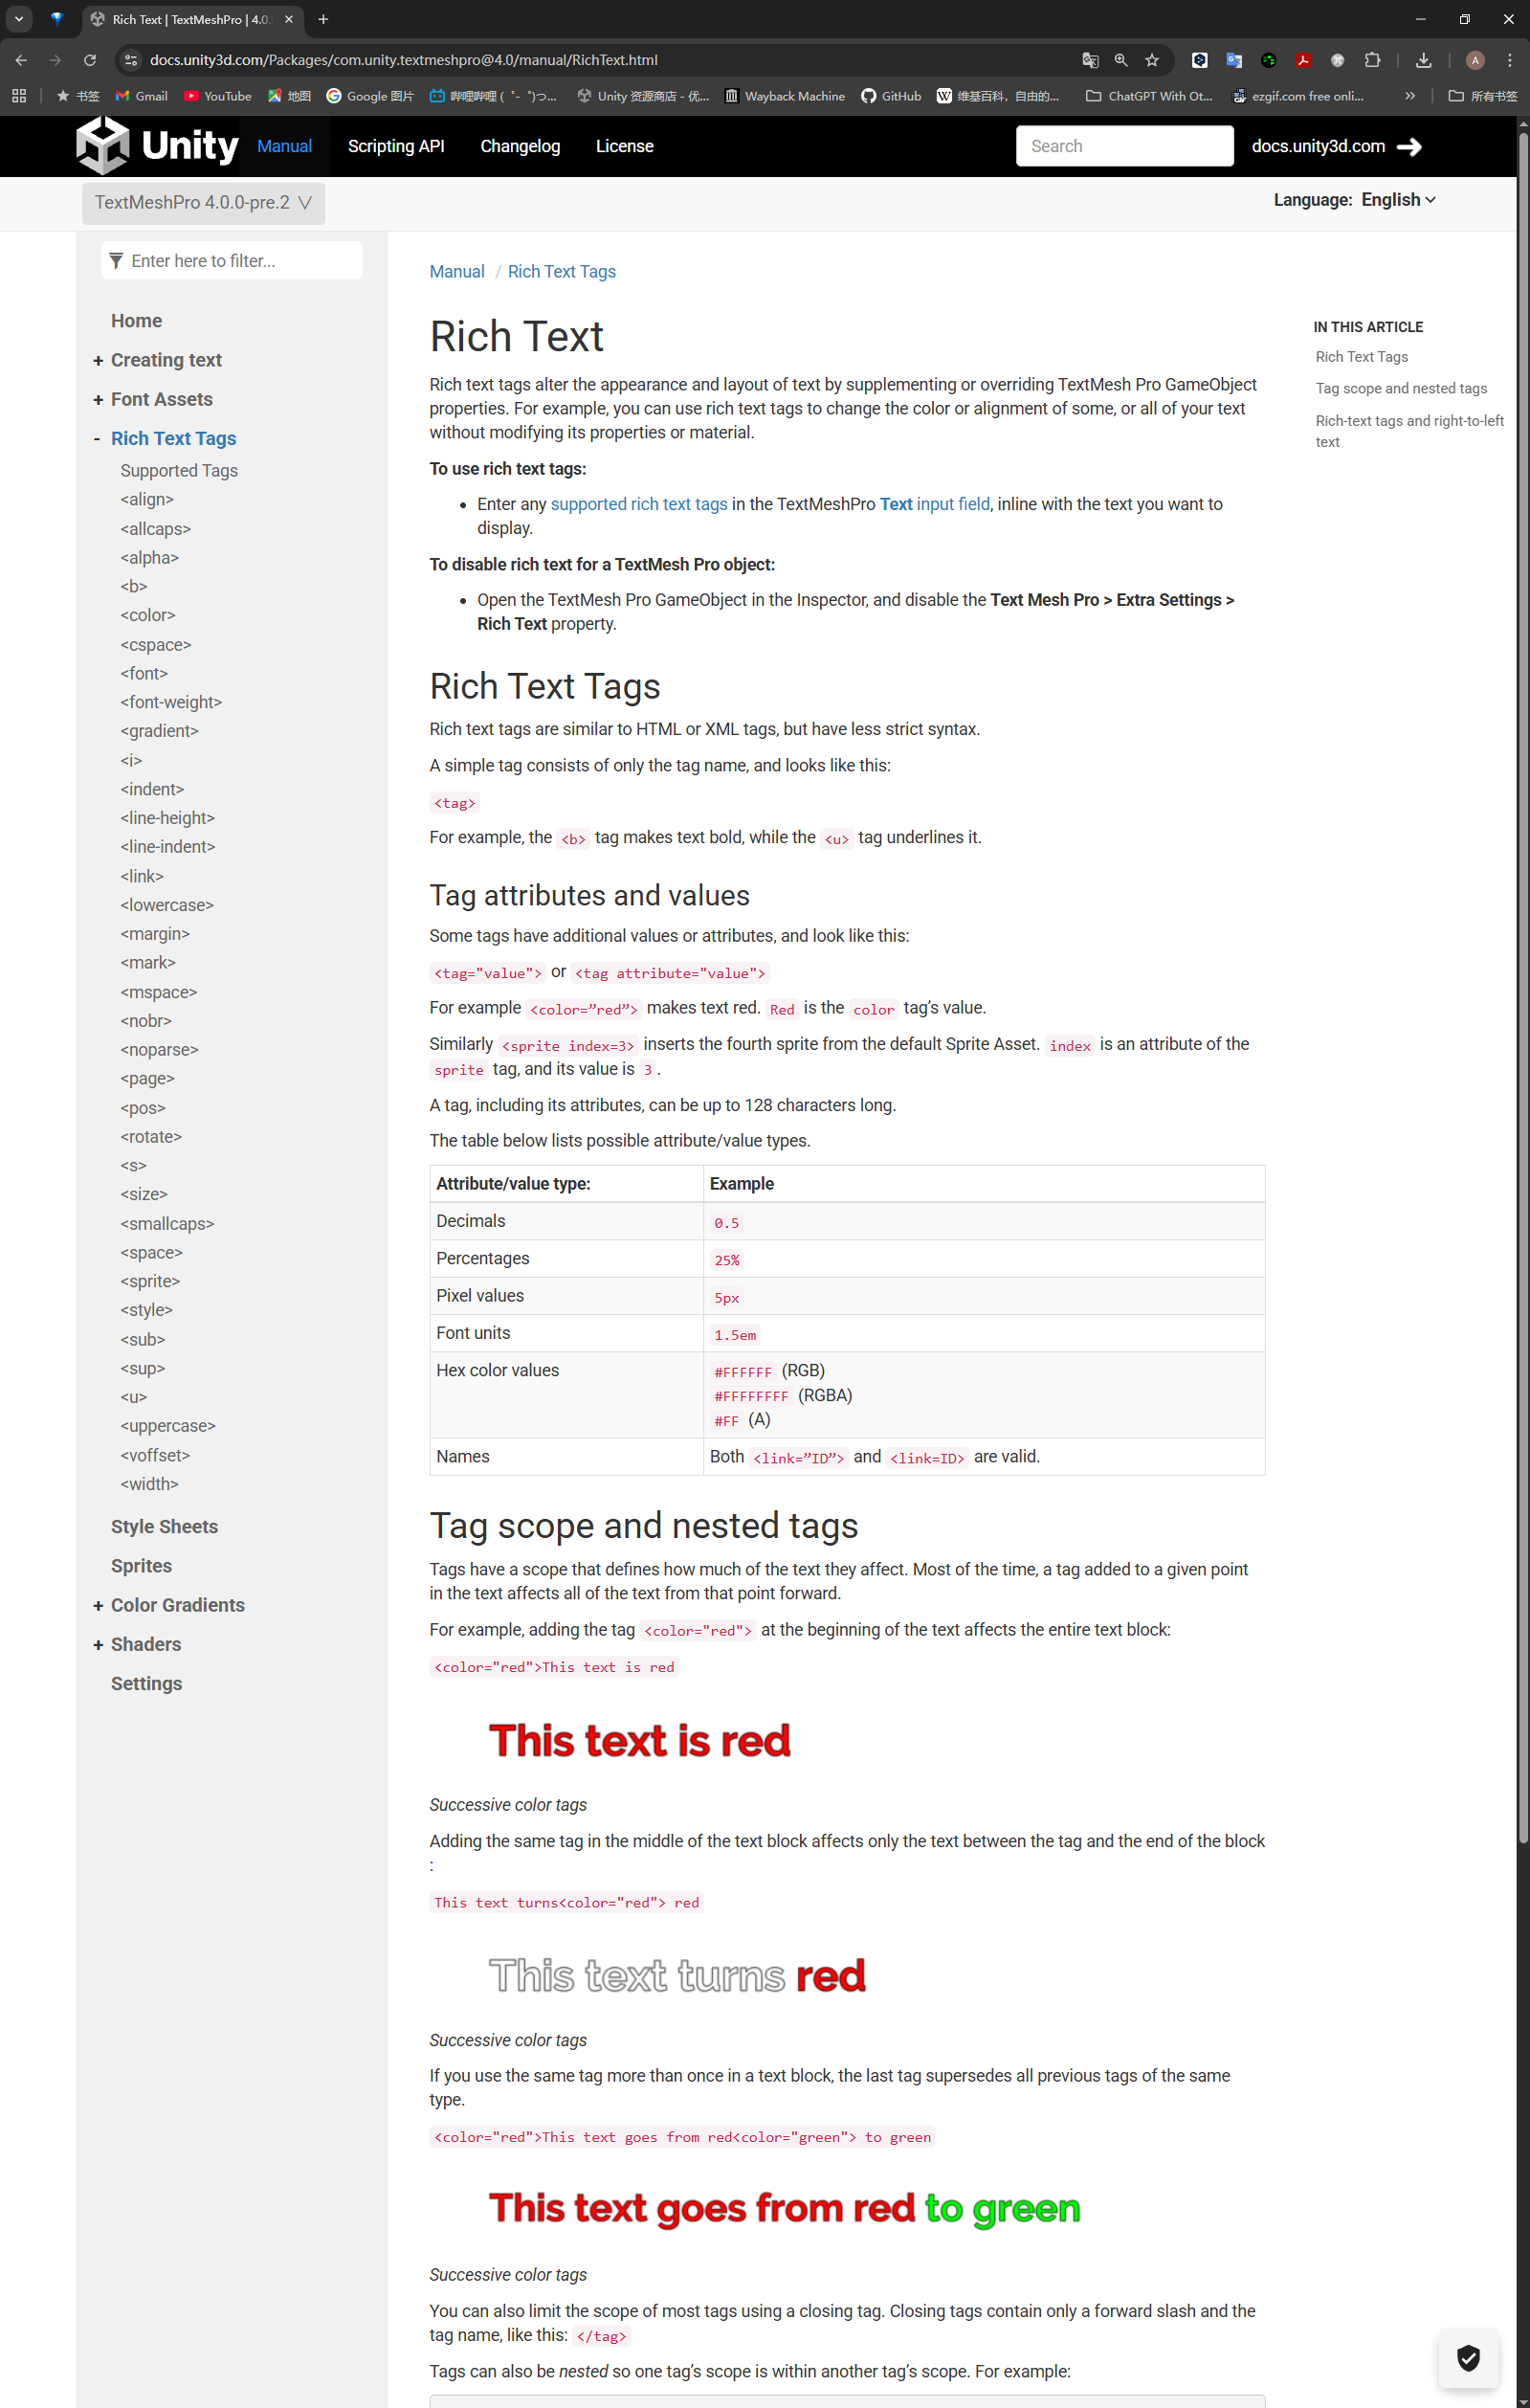 Rich Text | TextMeshPro | 4.0.
docs.unity3d.com/Packages/com.unity.textmeshpro@4.0/manual/RichText.html
A
书签 Gmail YouTube 地图 Google 图片 哔哩哔哩 (゜-゜)つ... Unity 资源商店 - 优... Wayback Machine GitHub 维基百科，自由的... ChatGPT With Ot... ezgif.com free onli... » 所有书签
Unity Manual Scripting API Changelog License Search docs.unity3d.com
TextMeshPro 4.0.0-pre.2 Language: English
Enter here to filter...
Home
+ Creating text
+ Font Assets
- Rich Text Tags
Supported Tags
<align>
<allcaps>
<alpha>
<b>
<color>
<cspace>
<font>
<font-weight>
<gradient>
<i>
<indent>
<line-height>
<line-indent>
<link>
<lowercase>
<margin>
<mark>
<mspace>
<nobr>
<noparse>
<page>
<pos>
<rotate>
<s>
<size>
<smallcaps>
<space>
<sprite>
<style>
<sub>
<sup>
<u>
<uppercase>
<voffset>
<width>
Style Sheets
Sprites
+ Color Gradients
+ Shaders
Settings
Manual / Rich Text Tags
Rich Text
Rich text tags alter the appearance and layout of text by supplementing or overriding TextMesh Pro GameObject
properties. For example, you can use rich text tags to change the color or alignment of some, or all of your text
without modifying its properties or material.
To use rich text tags:
• Enter any supported rich text tags in the TextMeshPro Text input field, inline with the text you want to
display.
To disable rich text for a TextMesh Pro object:
• Open the TextMesh Pro GameObject in the Inspector, and disable the Text Mesh Pro > Extra Settings >
Rich Text property.
Rich Text Tags
Rich text tags are similar to HTML or XML tags, but have less strict syntax.
A simple tag consists of only the tag name, and looks like this:
<tag>
For example, the <b> tag makes text bold, while the <u> tag underlines it.
Tag attributes and values
Some tags have additional values or attributes, and look like this:
<tag="value"> or <tag attribute="value">
For example <color=”red”> makes text red. Red is the color tag’s value.
Similarly <sprite index=3> inserts the fourth sprite from the default Sprite Asset. index is an attribute of the
sprite tag, and its value is 3 .
A tag, including its attributes, can be up to 128 characters long.
The table below lists possible attribute/value types.
Attribute/value type: Example
Decimals 0.5
Percentages 25%
Pixel values 5px
Font units 1.5em
Hex color values #FFFFFF (RGB)
#FFFFFFFF (RGBA)
#FF (A)
Names Both <link=”ID”> and <link=ID> are valid.
Tag scope and nested tags
Tags have a scope that defines how much of the text they affect. Most of the time, a tag added to a given point
in the text affects all of the text from that point forward.
For example, adding the tag <color="red"> at the beginning of the text affects the entire text block:
<color="red">This text is red
This text is red
Successive color tags
Adding the same tag in the middle of the text block affects only the text between the tag and the end of the block
:
This text turns<color="red"> red
This text turns red
Successive color tags
If you use the same tag more than once in a text block, the last tag supersedes all previous tags of the same
type.
<color="red">This text goes from red<color="green"> to green
This text goes from red to green
Successive color tags
You can also limit the scope of most tags using a closing tag. Closing tags contain only a forward slash and the
tag name, like this: </tag>
Tags can also be nested so one tag’s scope is within another tag’s scope. For example:
IN THIS ARTICLE
Rich Text Tags
Tag scope and nested tags
Rich-text tags and right-to-left
text